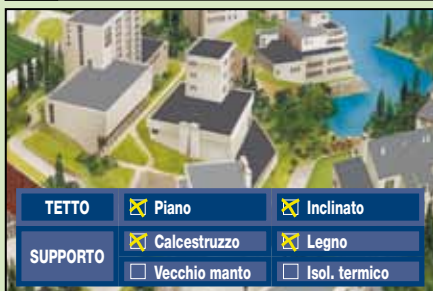 TETTO Piano Inclinato
SUPPORTO Calcestruzzo Legno
Vecchio manto Isol. termico